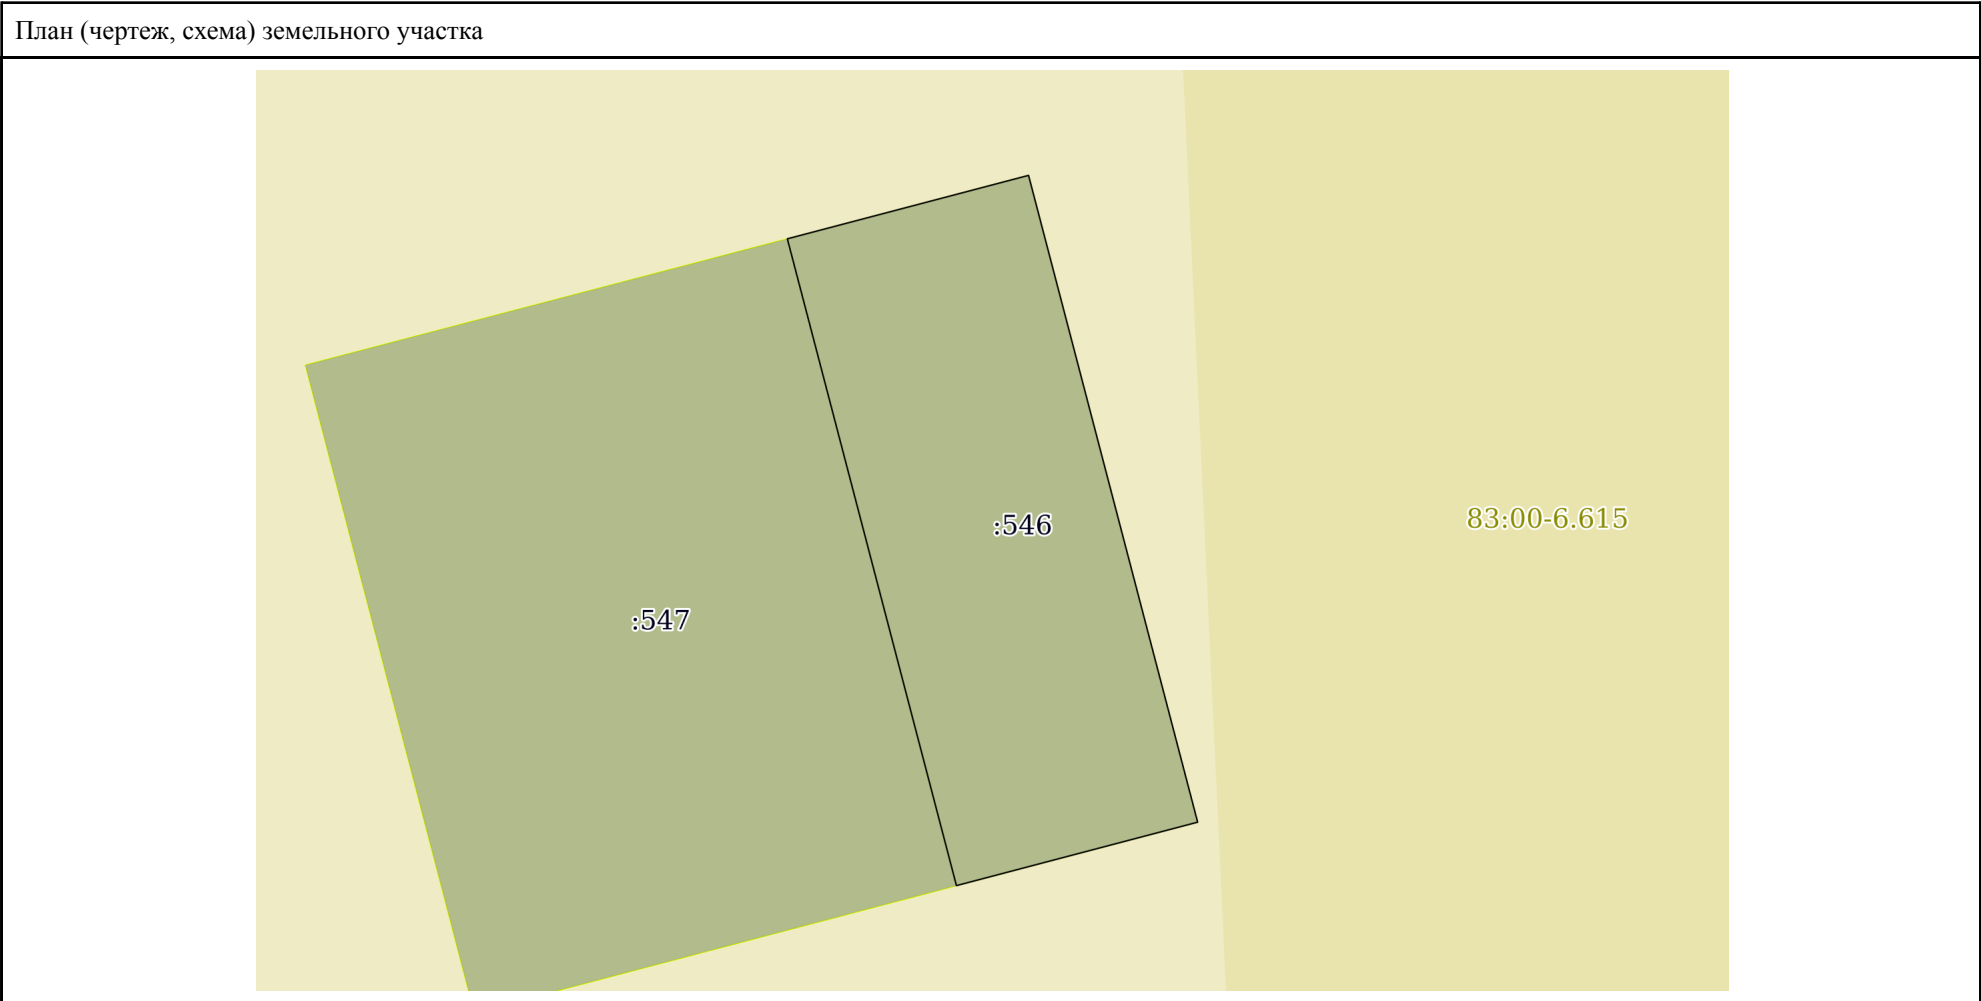 План (чертеж, схема) земельного участка
83:00-6.615
:546
:547